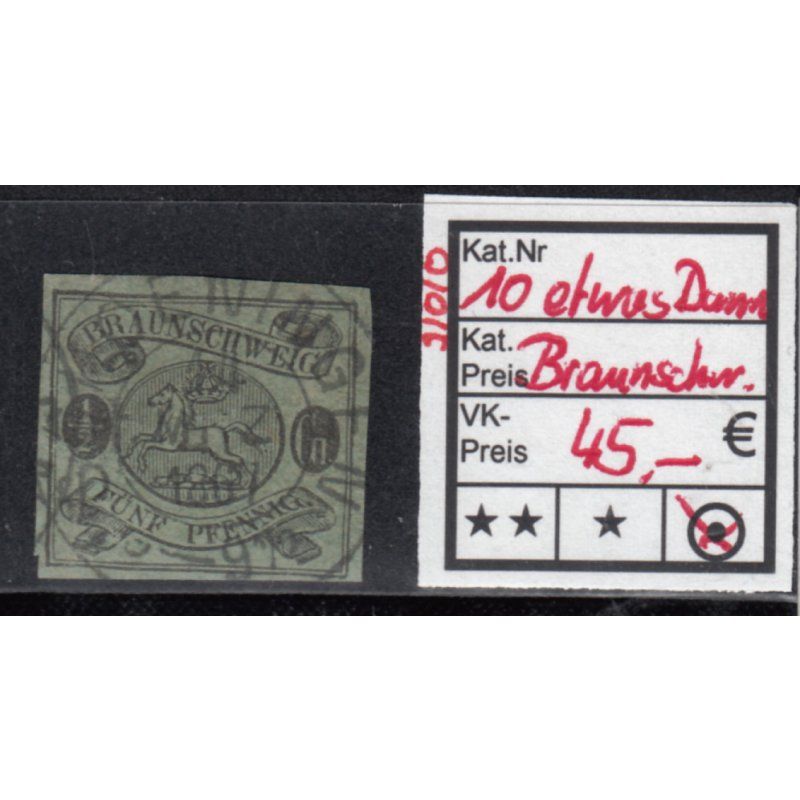 BRAUNSCHWEIG
FÜNF PFENNIG
Kat.Nr
10 etwas Dünn
Kat.
Preis Braunschw.
VK-
Preis 45,- €